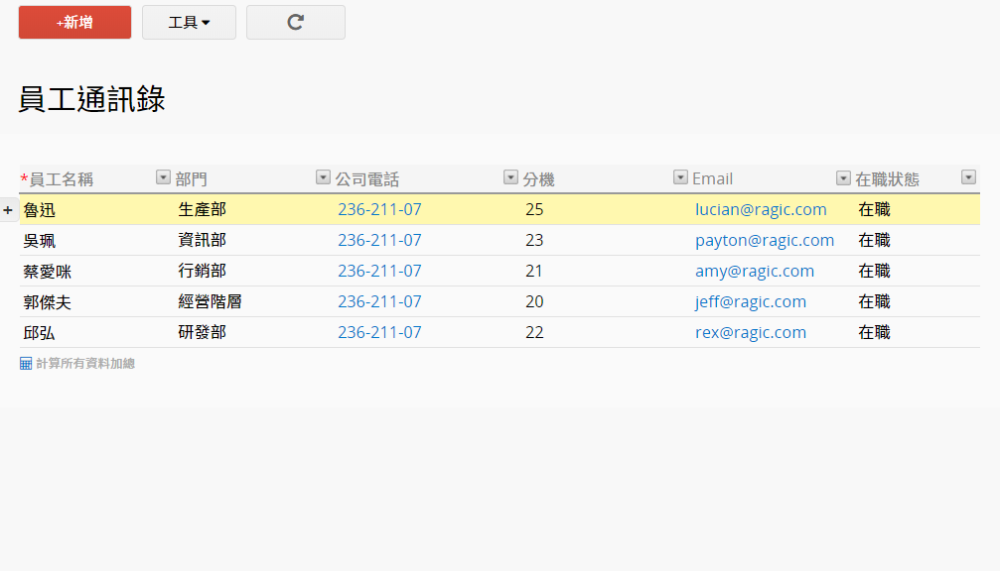 +新增 工具
員工通訊錄
*員工名稱 部門 公司電話 分機 Email 在職狀態
+ 魯迅 生產部 236-211-07 25 lucian@ragic.com 在職
吳珮 資訊部 236-211-07 23 payton@ragic.com 在職
蔡愛咪 行銷部 236-211-07 21 amy@ragic.com 在職
郭傑夫 經營階層 236-211-07 20 jeff@ragic.com 在職
邱弘 研發部 236-211-07 22 rex@ragic.com 在職
計算所有資料加總